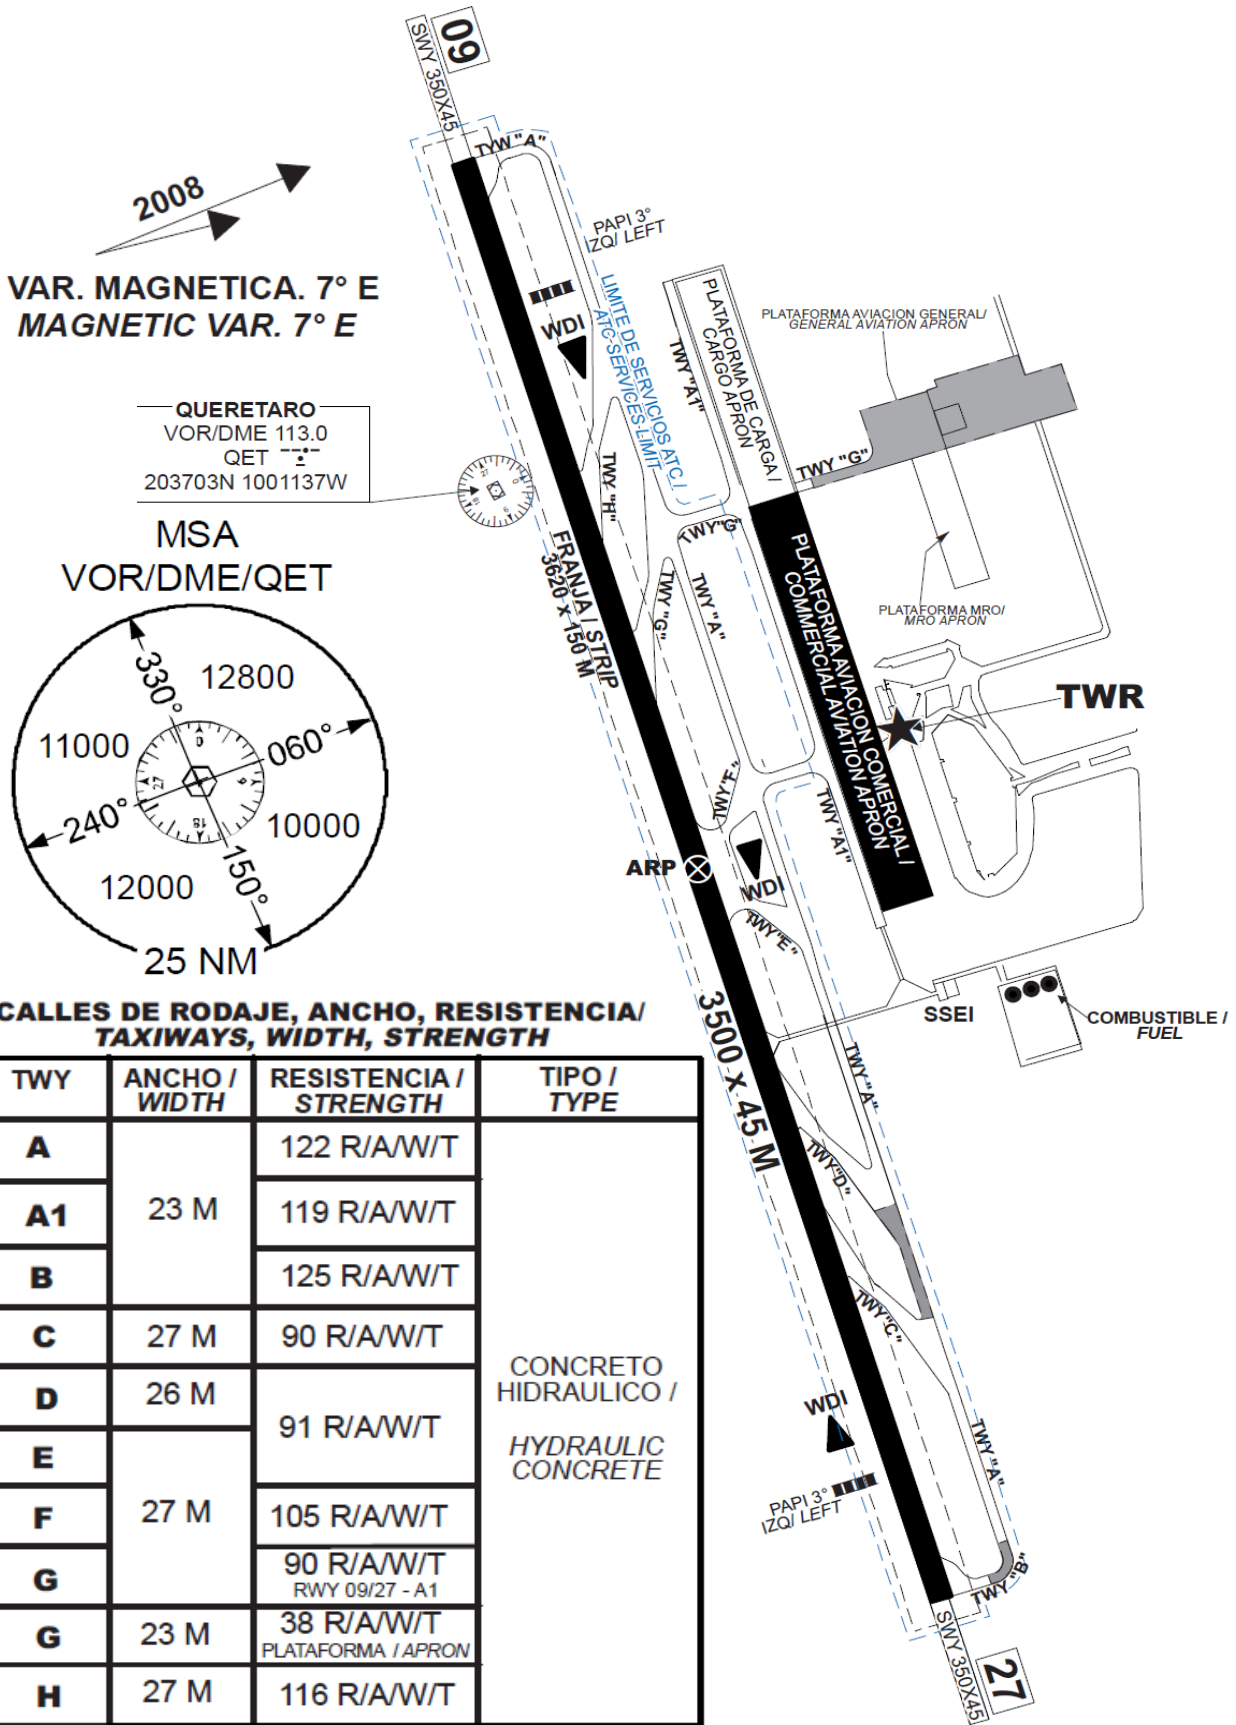 09
SWY 350X45
TYW "A"
2008
VAR. MAGNETICA. 7° E
MAGNETIC VAR. 7° E
PAPI 3°
IZQ/ LEFT
WDI
LIMITE DE SERVICIOS ATC /
ATC-SERVICES-LIMIT
TWY "A1"
PLATAFORMA DE CARGA /
CARGO APRON
PLATAFORMA AVIACION GENERAL/
GENERAL AVIATION APRON
QUERETARO
VOR/DME 113.0
QET
203703N 1001137W
TWY "H"
TWY "G"
TWY"G"
MSA
VOR/DME/QET
FRANJA / STRIP
3620 x 150 M
TWY "G"
TWY "A"
PLATAFORMA AVIACION COMERCIAL /
COMMERCIAL AVIATION APRON
PLATAFORMA MRO/
MRO APRON
TWR
330°
12800
11000
060°
240°
10000
150°
12000
25 NM
TWY"F"
TWY "A1"
ARP
WDI
TWY"E"
SSEI
COMBUSTIBLE /
FUEL
3500 x 45 M
TWY "A"
TWY"D"
TWY"C"
WDI
TWY "A"
PAPI 3°
IZQ/ LEFT
TWY "B"
SWY 350X45
27
CALLES DE RODAJE, ANCHO, RESISTENCIA/
TAXIWAYS, WIDTH, STRENGTH
TWY
ANCHO /
WIDTH
RESISTENCIA /
STRENGTH
TIPO /
TYPE
A
122 R/A/W/T
A1
23 M
119 R/A/W/T
B
125 R/A/W/T
C
27 M
90 R/A/W/T
D
26 M
91 R/A/W/T
E
F
27 M
105 R/A/W/T
G
90 R/A/W/T
RWY 09/27 - A1
G
23 M
38 R/A/W/T
PLATAFORMA / APRON
H
27 M
116 R/A/W/T
CONCRETO
HIDRAULICO /
HYDRAULIC
CONCRETE